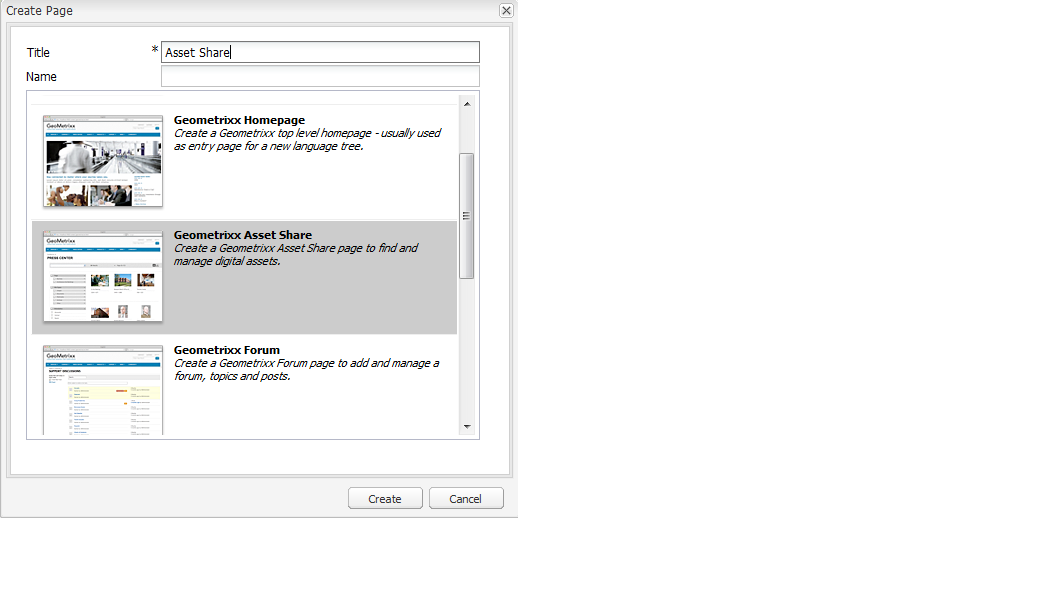 Create Page
Title * Asset Share
Name
Geometrixx Homepage
Create a Geometrixx top level homepage - usually used
as entry page for a new language tree.
GeoMetrixx
Geometrixx Asset Share
Create a Geometrixx Asset Share page to find and
manage digital assets.
GeoMetrixx
PRESS CENTER
Geometrixx Forum
Create a Geometrixx Forum page to add and manage a
forum, topics and posts.
GeoMetrixx
SUPPORT DISCUSSIONS
Create Cancel